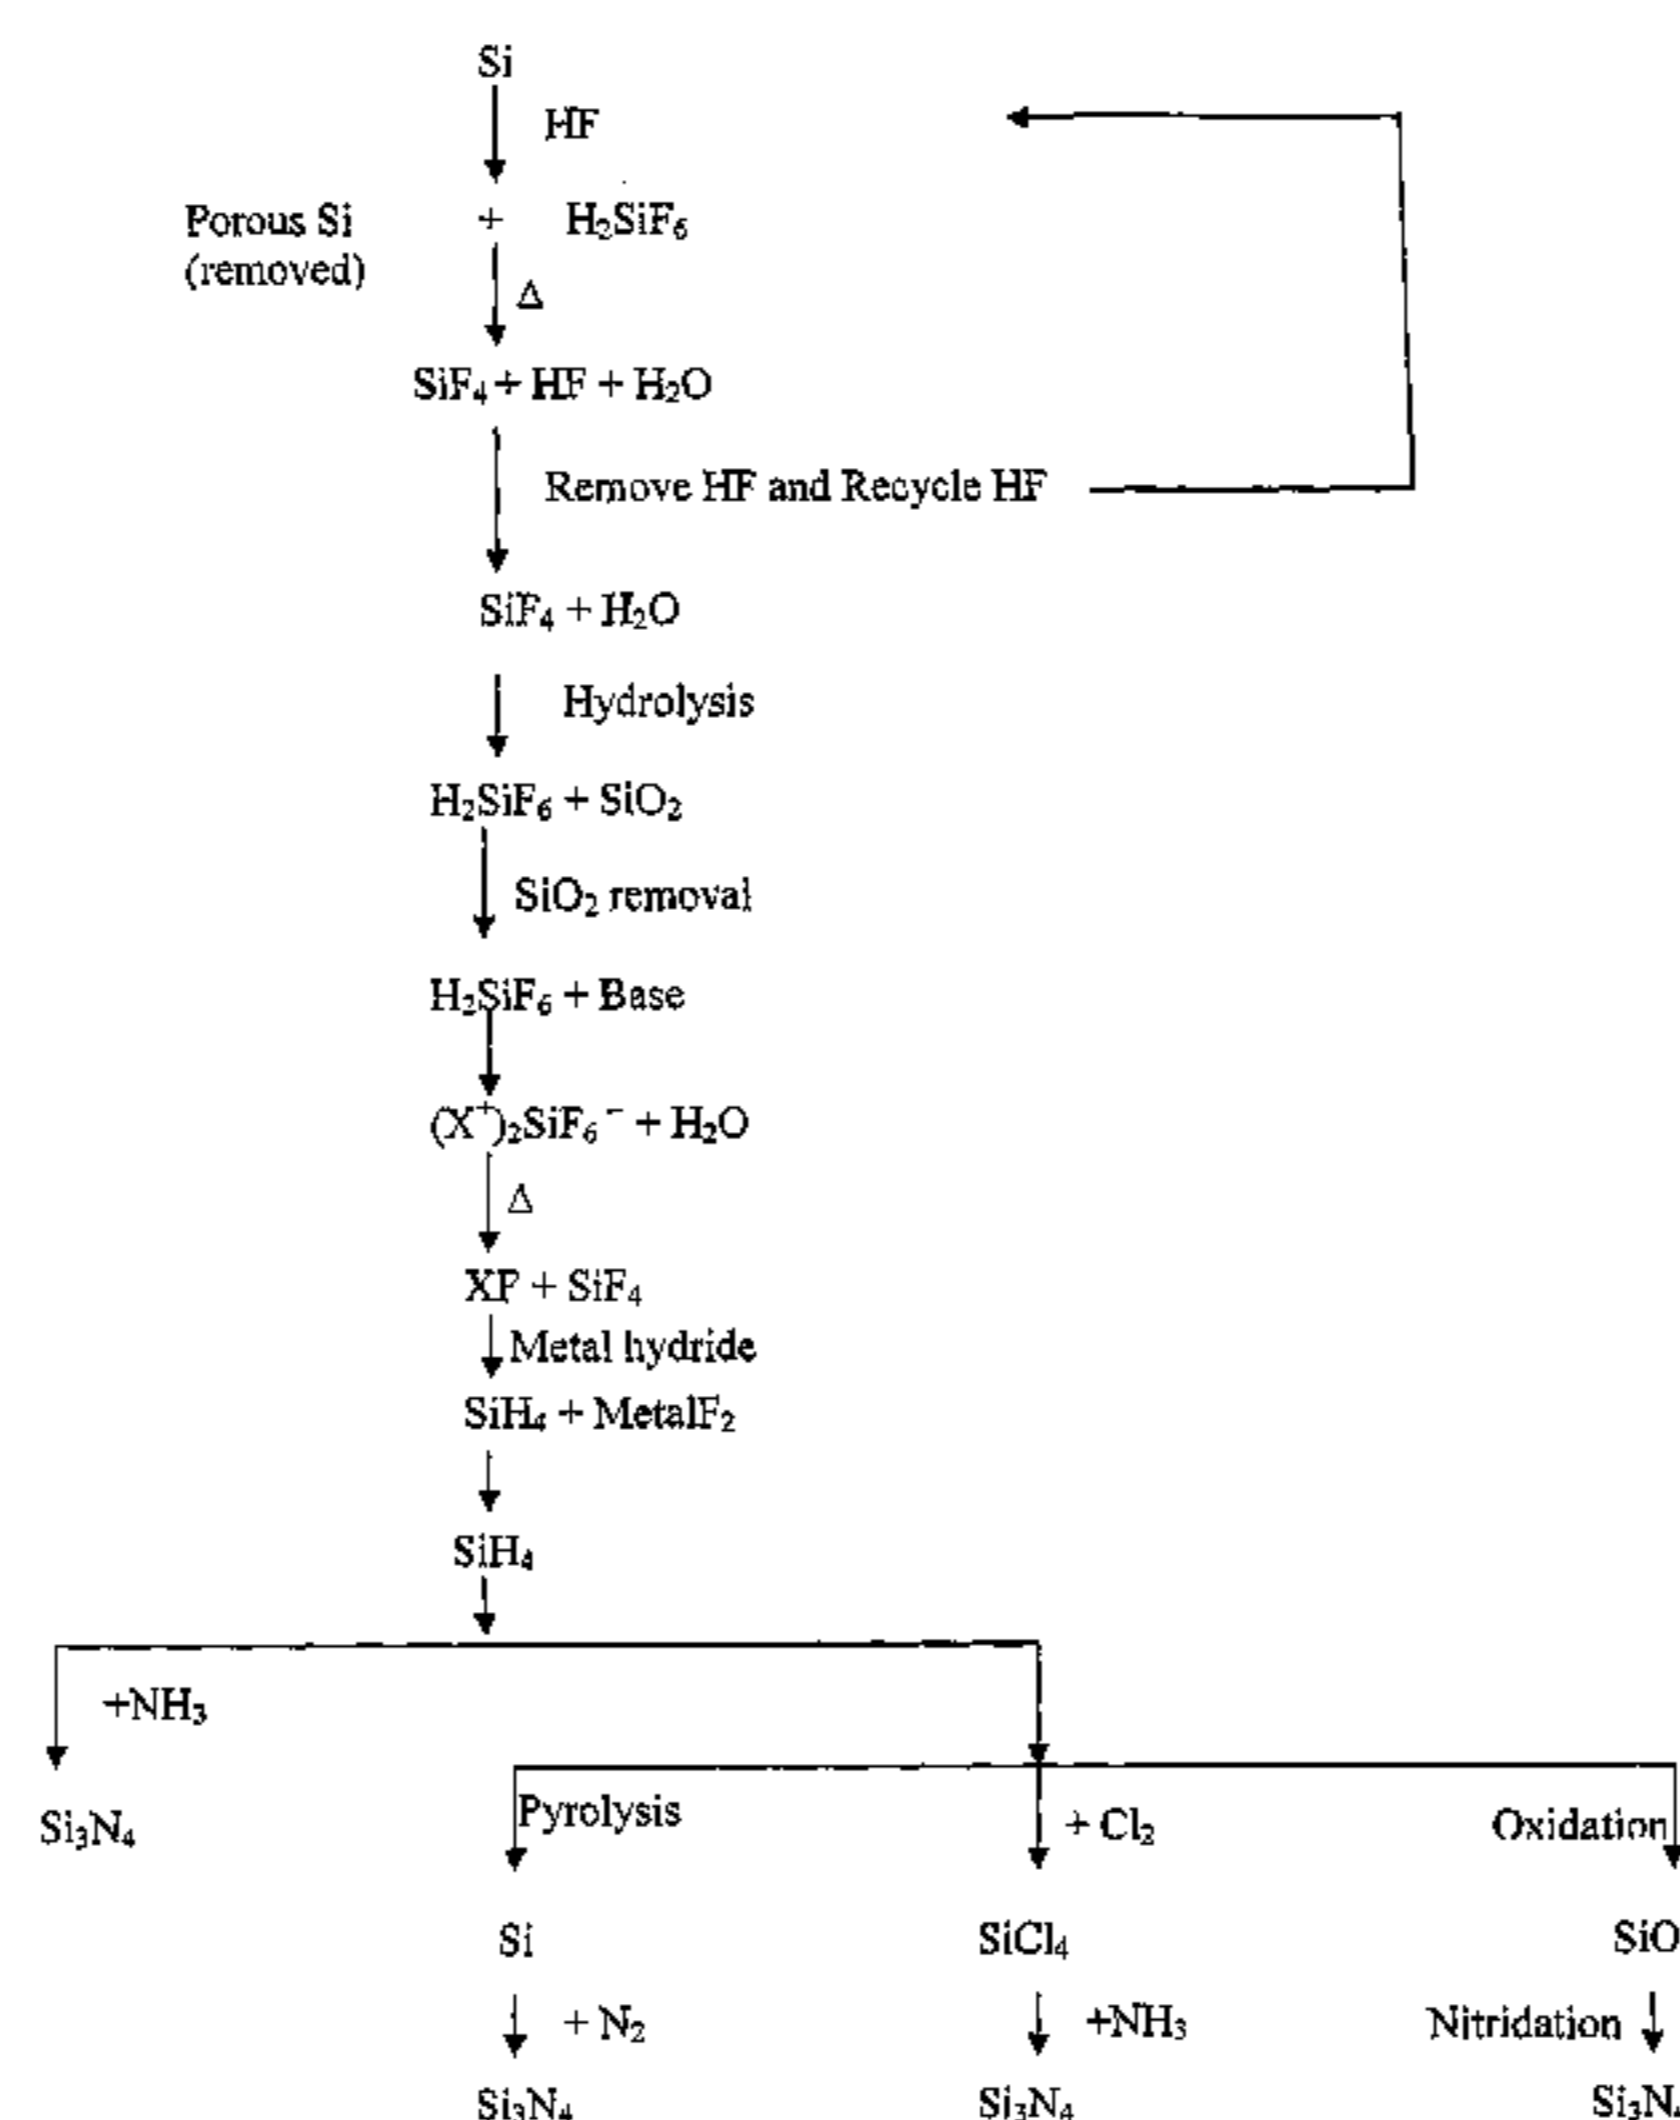 Si
HF
Porous Si + H₂SiF₆
(removed)
Δ
SiF₄ + HF + H₂O
Remove HF and Recycle HF
SiF₄ + H₂O
Hydrolysis
H₂SiF₆ + SiO₂
SiO₂ removal
H₂SiF₆ + Base
(X⁺)₂SiF₆⁻ + H₂O
Δ
XF + SiF₄
Metal hydride
SiH₄ + MetalF₂
SiH₄
+NH₃
Si₃N₄
Pyrolysis
+ Cl₂
Oxidation
Si
SiCl₄
SiO
+ N₂
+NH₃
Nitridation
Si₃N₄
Si₃N₄
Si₃N₄